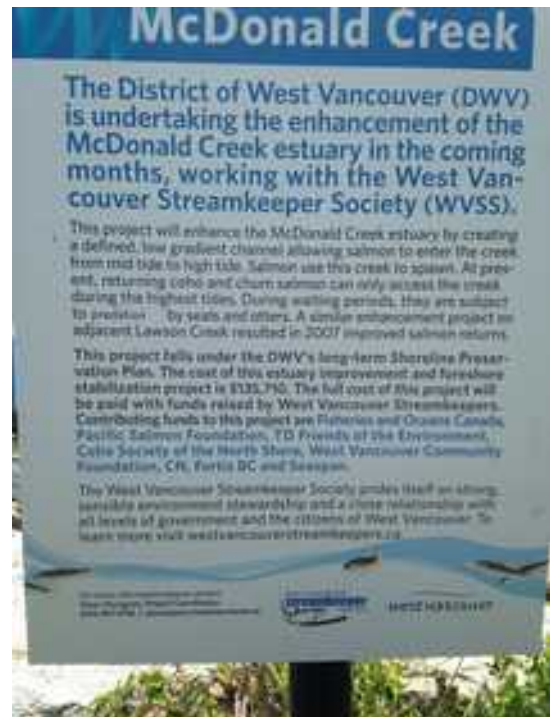 McDonald Creek
The District of West Vancouver (DWV)
is undertaking the enhancement of the
McDonald Creek estuary in the coming
months, working with the West Van-
couver Streamkeeper Society (WVSS).
This project will enhance the McDonald Creek estuary by creating
a defined, low gradient channel allowing salmon to enter the creek
from mid tide to high tide. Salmon use this creek to spawn. At pres-
ent, returning coho and chum salmon can only access the creek
during the highest tides. During waiting periods, they are subject
to predation by seals and otters. A similar enhancement project on
adjacent Lawson Creek resulted in 2007 improved salmon returns.
This project falls under the DWV's long-term Shoreline Preser-
vation Plan. The cost of this estuary improvement and foreshore
stabilization project is $135,710. The full cost of this project will
be paid with funds raised by West Vancouver Streamkeepers.
Contributing funds to this project are Fisheries and Oceans Canada,
Pacific Salmon Foundation, TD Friends of the Environment,
Coho Society of the North Shore, West Vancouver Community
Foundation, CN, Fortis BC and Seaspan.
The West Vancouver Streamkeeper Society prides itself on strong,
sensible environment stewardship and a close relationship with
all levels of government and the citizens of West Vancouver. To
learn more visit westvancouverstreamkeepers.ca
streamkeeper
west vancouver